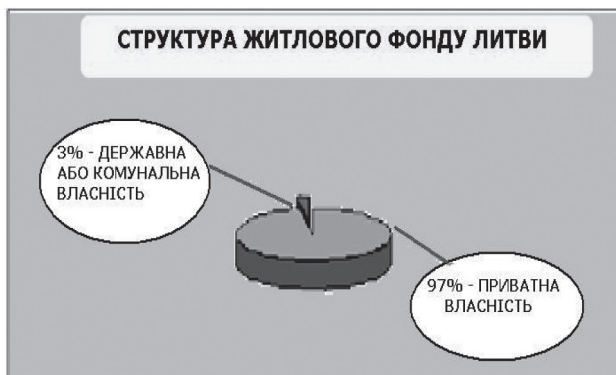 СТРУКТУРА ЖИТЛОВОГО ФОНДУ ЛИТВИ
3% - ДЕРЖАВНА
АБО КОМУНАЛЬНА
ВЛАСНІСТЬ
97% - ПРИВАТНА
ВЛАСНІСТЬ